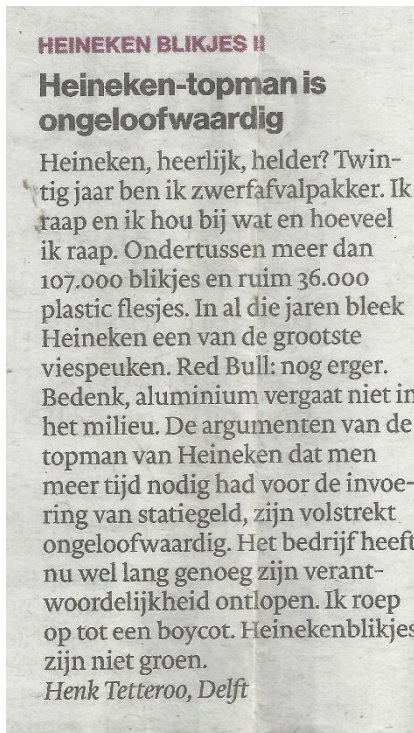 HEINEKEN BLIKJES II
Heineken-topman is
ongeloofwaardig
Heineken, heerlijk, helder? Twin-
tig jaar ben ik zwerfafvalpakker. Ik
raap en ik hou bij wat en hoeveel
ik raap. Ondertussen meer dan
107.000 blikjes en ruim 36.000
plastic flesjes. In al die jaren bleek
Heineken een van de grootste
viespeuken. Red Bull: nog erger.
Bedenk, aluminium vergaat niet in
het milieu. De argumenten van de
topman van Heineken dat men
meer tijd nodig had voor de invoe-
ring van statiegeld, zijn volstrekt
ongeloofwaardig. Het bedrijf heeft
nu wel lang genoeg zijn verant-
woordelijkheid ontlopen. Ik roep
op tot een boycot. Heinekenblikjes
zijn niet groen.
Henk Tetteroo, Delft